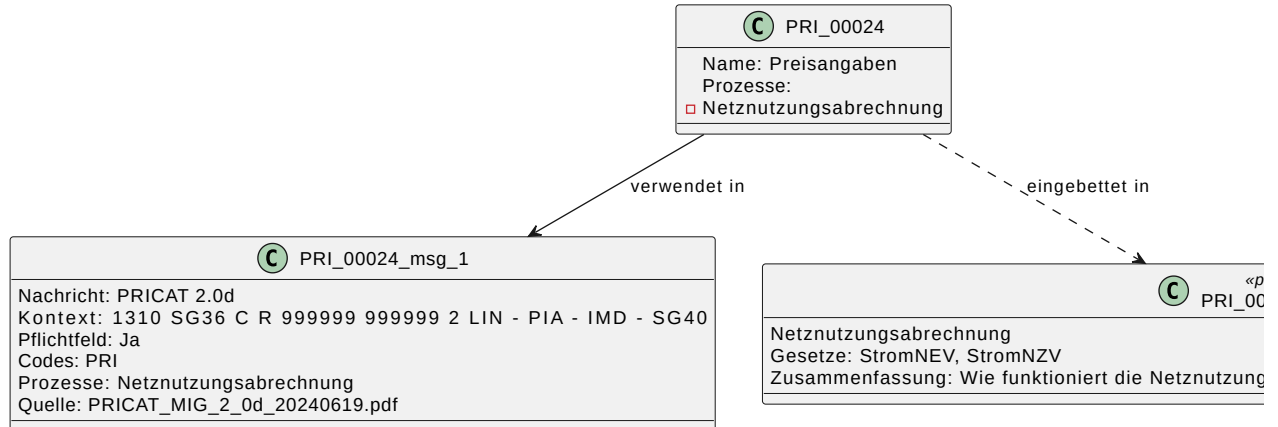 C PRI_00024
Name: Preisangaben
Prozesse:
Netznutzungsabrechnung
verwendet in
eingebettet in
C PRI_00024_msg_1
Nachricht: PRICAT 2.0d
Kontext: 1310 SG36 C R 999999 999999 2 LIN - PIA - IMD - SG40
Pflichtfeld: Ja
Codes: PRI
Prozesse: Netznutzungsabrechnung
Quelle: PRICAT_MIG_2_0d_20240619.pdf
«p
C PRI_00
Netznutzungsabrechnung
Gesetze: StromNEV, StromNZV
Zusammenfassung: Wie funktioniert die Netznutzung